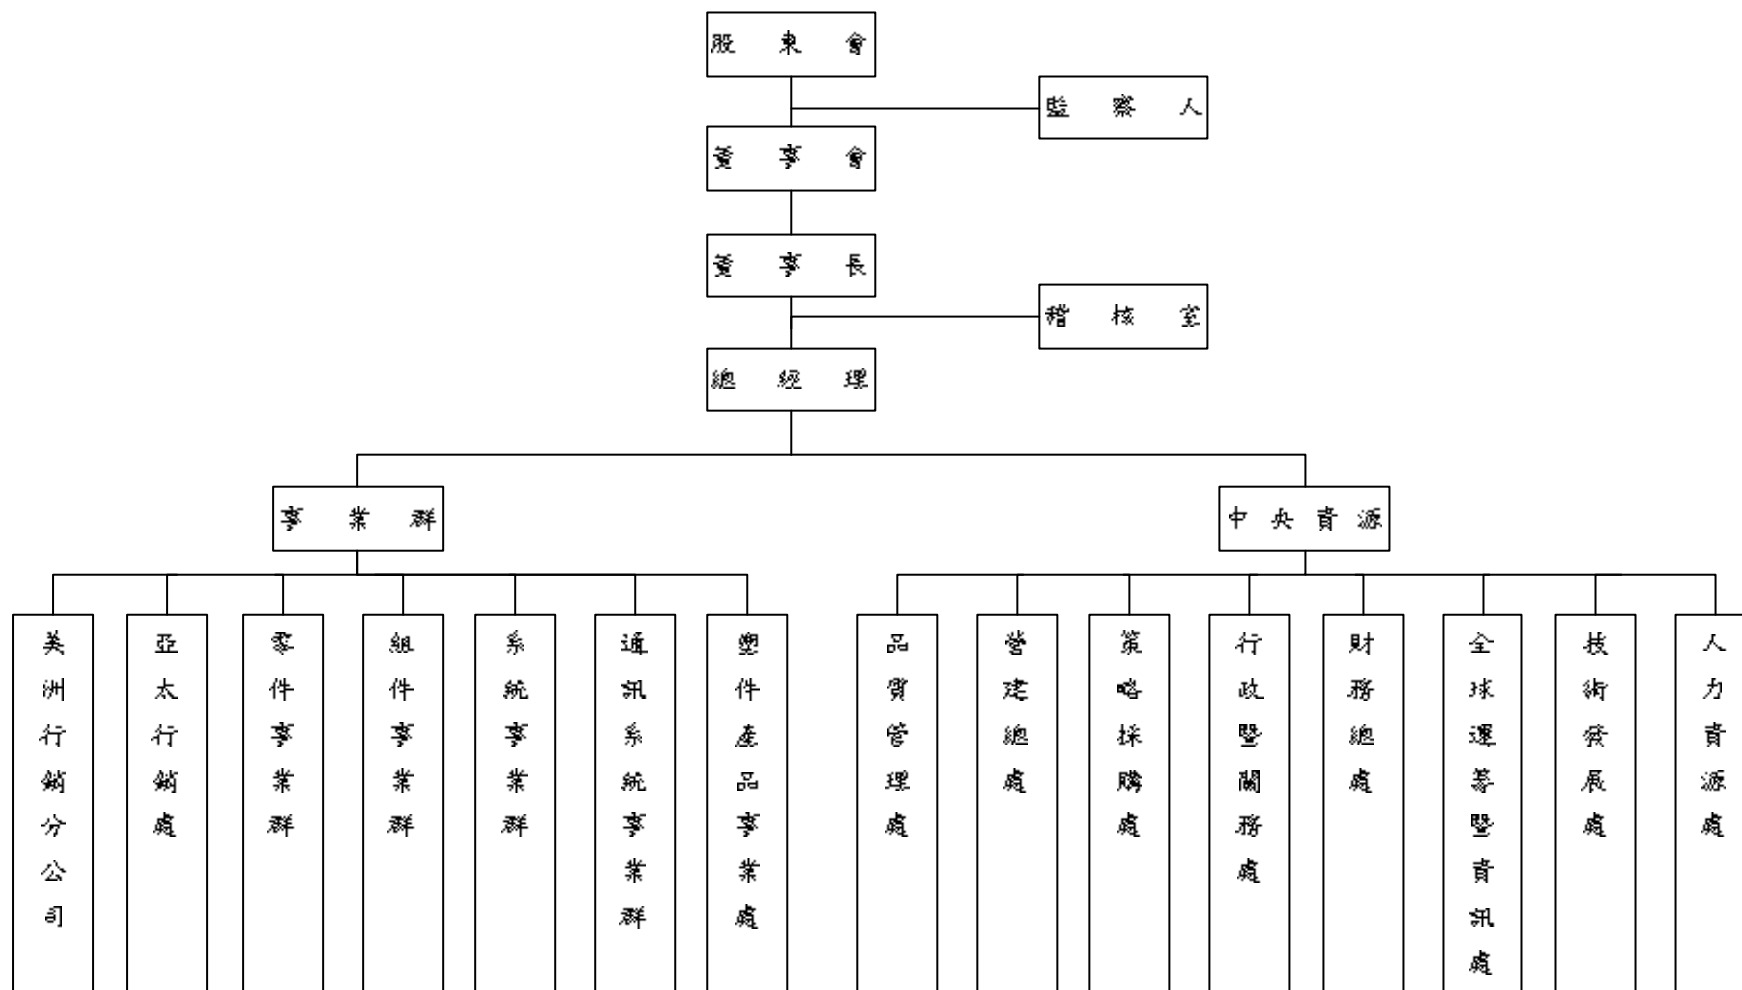 股東會
監察人
董事會
董事長
稽核室
總經理
事業群
中央資源
美洲行銷分公司
亞太行銷處
零件事業群
組件事業群
系統事業群
通訊系統事業群
塑件產品事業處
品質管理處
營建總處
策略採購處
行政暨關務處
財務總處
全球運籌暨資訊處
技術發展處
人力資源處